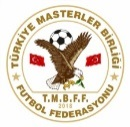 TÜRKİYE MASTERLER BİRLİĞİ
T.M.B.F.F.
2018
FUTBOL FEDERASYONU